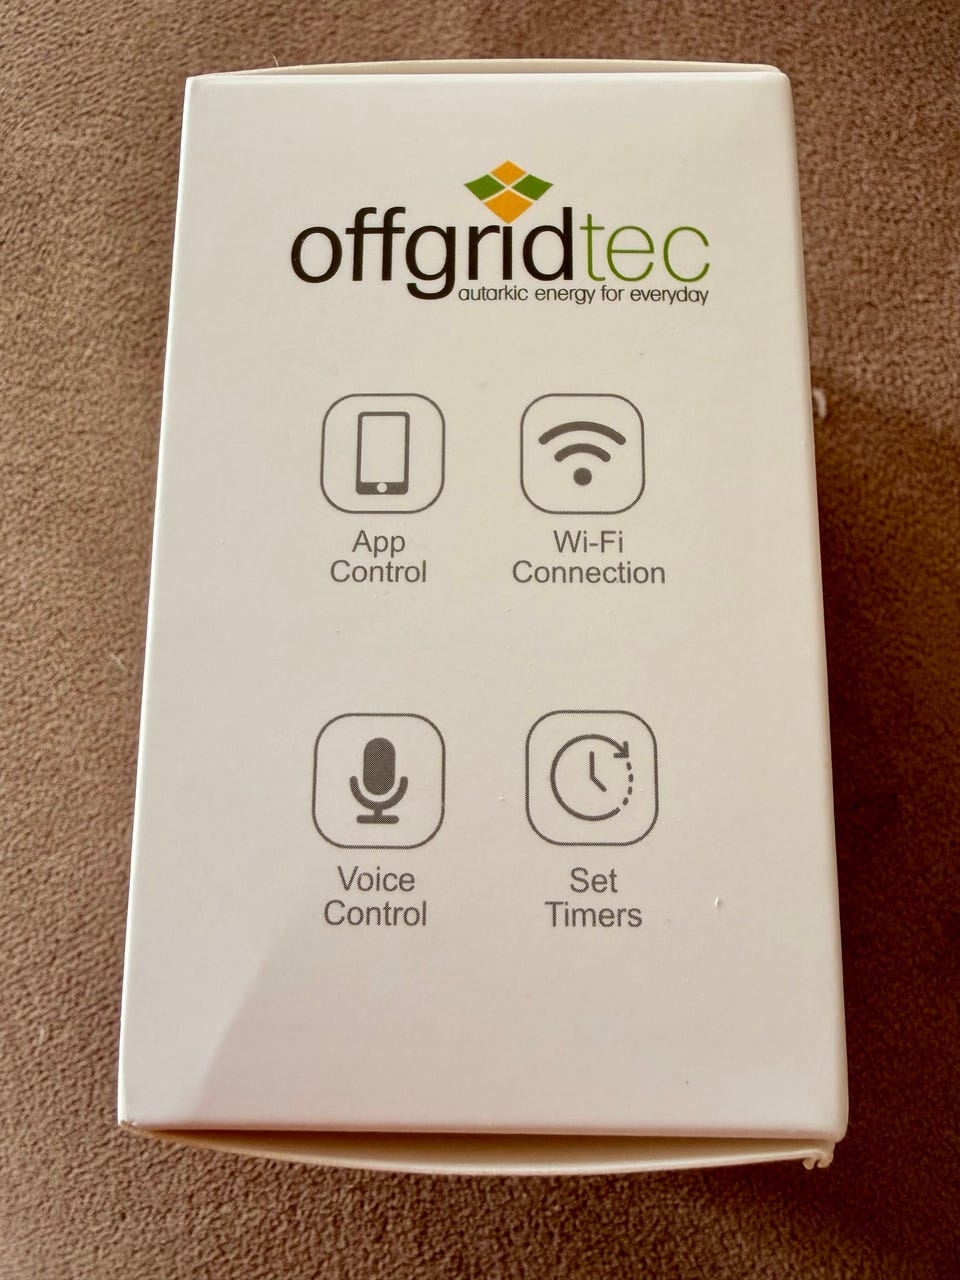 offgridtec
autarkic energy for everyday
App
Control
Wi-Fi
Connection
Voice
Control
Set
Timers